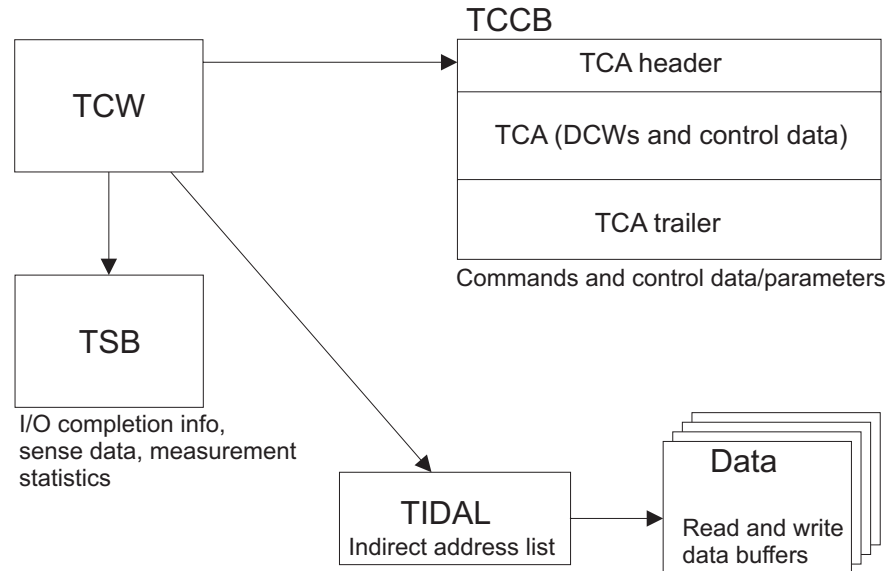 TCCB
TCW
TCA header
TCA (DCWs and control data)
TCA trailer
Commands and control data/parameters
TSB
I/O completion info,
sense data, measurement
statistics
TIDAL
Indirect address list
Data
Read and write
data buffers